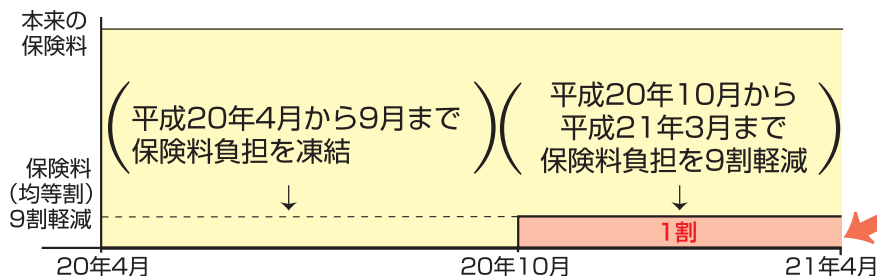 本来の
保険料
(平成20年4月から9月まで
保険料負担を凍結)
(平成20年10月から
平成21年3月まで
保険料負担を9割軽減)
保険料
(均等割)
9割軽減
↓
↓
1割
20年4月
20年10月
21年4月